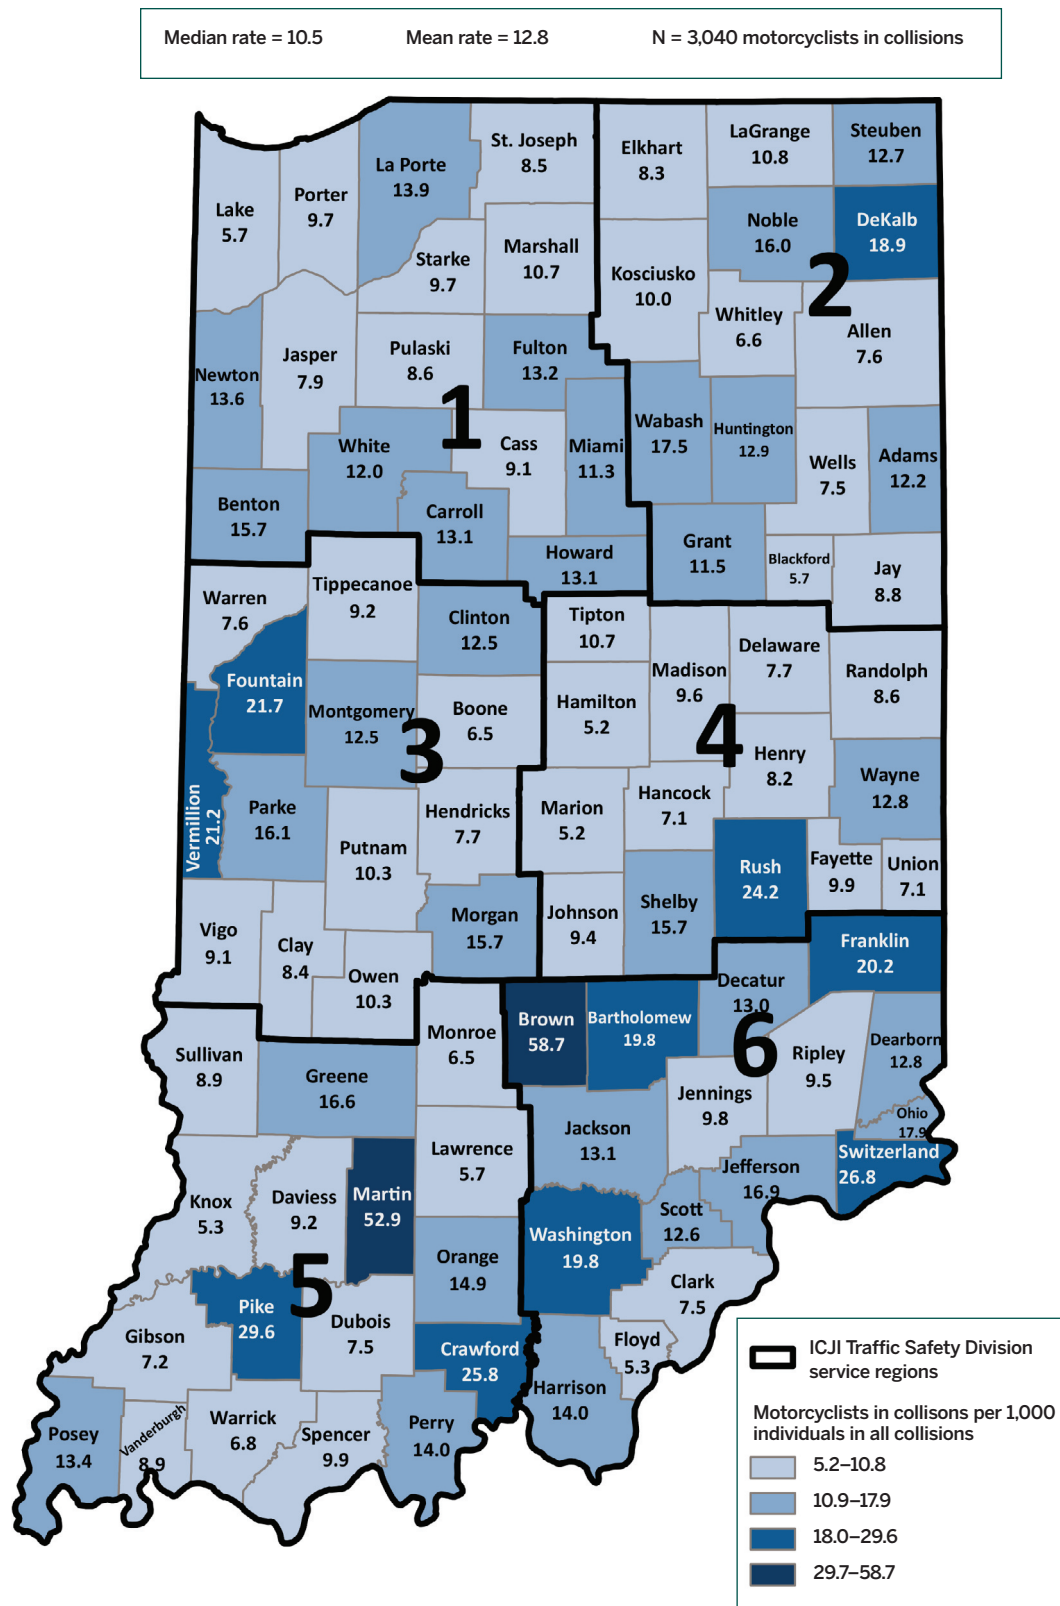 Median rate = 10.5 Mean rate = 12.8 N = 3,040 motorcyclists in collisions
St. Joseph
8.5
Elkhart
8.3
LaGrange
10.8
Steuben
12.7
La Porte
13.9
Porter
9.7
Lake
5.7
Noble
16.0
DeKalb
18.9
Starke
9.7
Marshall
10.7
Kosciusko
10.0
2
Whitley
6.6
Allen
7.6
Newton
13.6
Jasper
7.9
Pulaski
8.6
Fulton
13.2
1
White
12.0
Cass
9.1
Miami
11.3
Wabash
17.5
Huntington
12.9
Wells
7.5
Adams
12.2
Benton
15.7
Carroll
13.1
Howard
13.1
Grant
11.5
Blackford
5.7
Jay
8.8
Warren
7.6
Tippecanoe
9.2
Clinton
12.5
Tipton
10.7
Madison
9.6
Delaware
7.7
Randolph
8.6
Fountain
21.7
Montgomery
12.5
3
Boone
6.5
Hamilton
5.2
4
Henry
8.2
Wayne
12.8
Vermillion
21.2
Parke
16.1
Putnam
10.3
Hendricks
7.7
Marion
5.2
Hancock
7.1
Rush
24.2
Fayette
9.9
Union
7.1
Vigo
9.1
Clay
8.4
Owen
10.3
Morgan
15.7
Johnson
9.4
Shelby
15.7
Franklin
20.2
Decatur
13.0
6
Sullivan
8.9
Greene
16.6
Monroe
6.5
Brown
58.7
Bartholomew
19.8
Jennings
9.8
Ripley
9.5
Dearborn
12.8
Ohio
17.9
Switzerland
26.8
Knox
5.3
Daviess
9.2
Martin
52.9
Lawrence
5.7
Jackson
13.1
Jefferson
16.9
Scott
12.6
Washington
19.8
Orange
14.9
Clark
7.5
5
Pike
29.6
Gibson
7.2
Dubois
7.5
Crawford
25.8
Floyd
5.3
Harrison
14.0
Posey
13.4
Vanderburgh
8.9
Warrick
6.8
Spencer
9.9
Perry
14.0
ICJI Traffic Safety Division
service regions
Motorcyclists in collisons per 1,000
individuals in all collisions
5.2–10.8
10.9–17.9
18.0–29.6
29.7–58.7